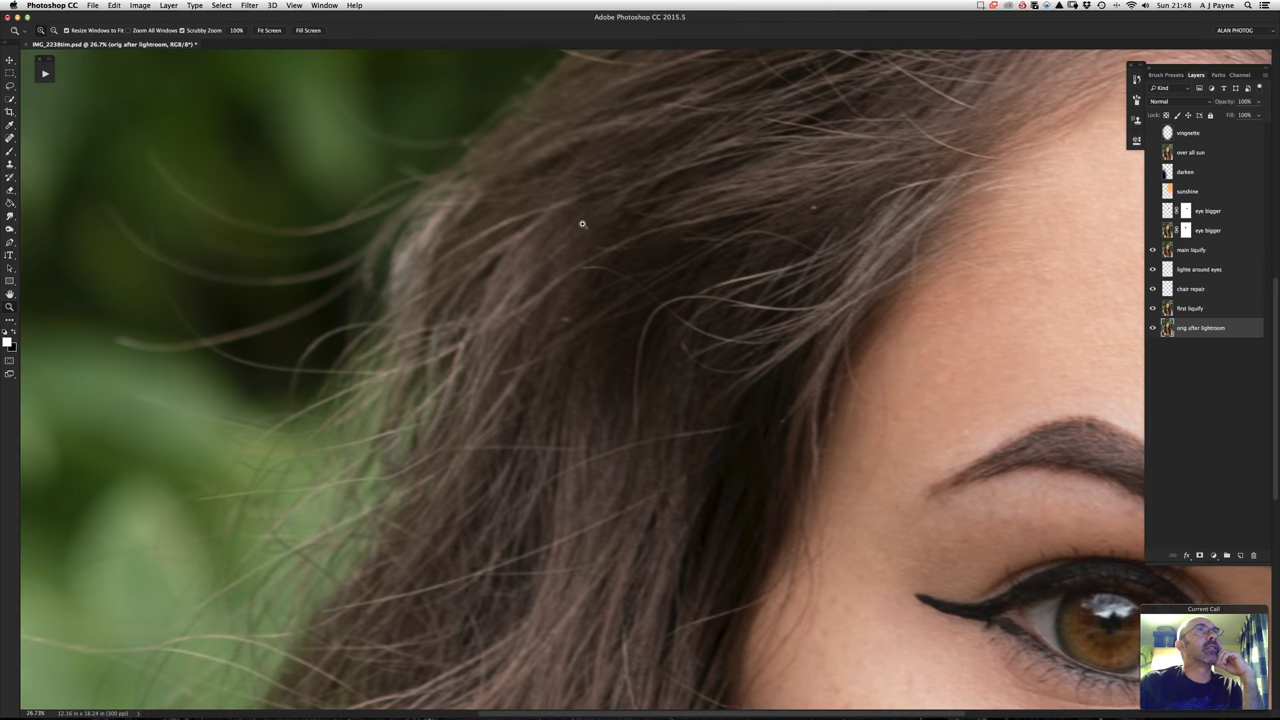 Photoshop CC File Edit Image Layer Type Select Filter 3D View Window Help Sun 21:48 A J Payne
Adobe Photoshop CC 2015.5
Resize Windows to Fit Zoom All Windows Scrubby Zoom 100% Fit Screen Fill Screen ALAN PHOTOG
IMG_2238tim.psd @ 26.7% (orig after lightroom, RGB/8*) *
Brush Presets Layers Paths Channel
Kind
Normal Opacity: 100%
Lock: Fill: 100%
vingnette
over all sun
darken
sunshine
eye bigger
eye bigger
main liquify
lighte around eyes
chair repair
first liquify
orig after lightroom
Current Call
26.73% 12.16 in x 18.24 in (300 ppi)